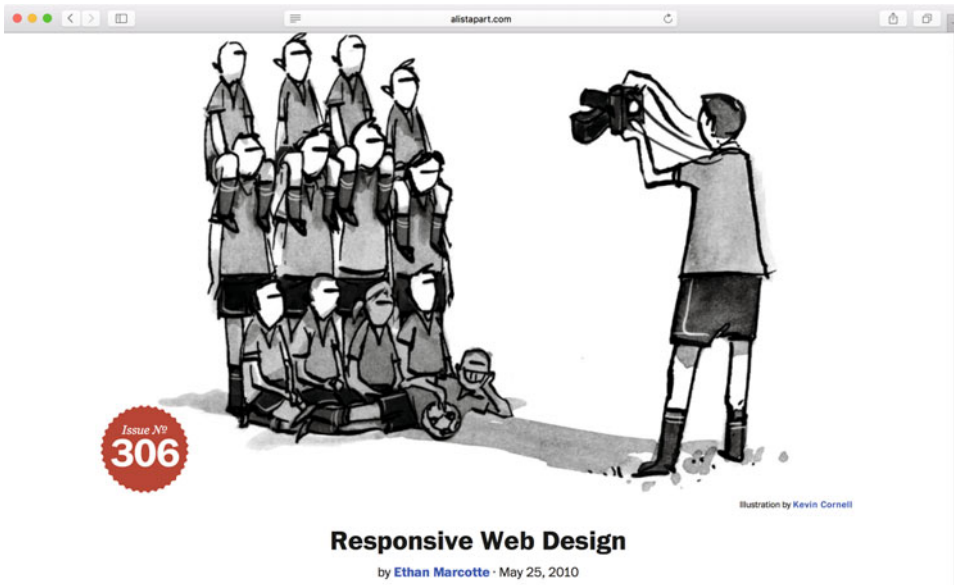 alistapart.com
Issue Nº
306
Illustration by Kevin Cornell
Responsive Web Design
by Ethan Marcotte · May 25, 2010